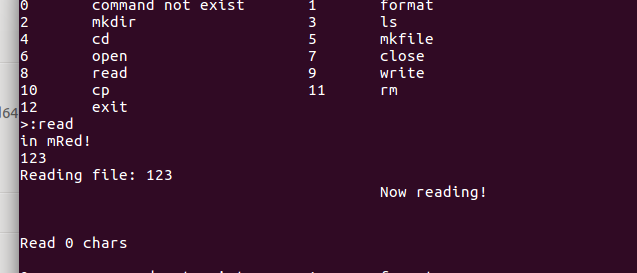 0 command not exist 1 format
2 mkdir 3 ls
4 cd 5 mkfile
6 open 7 close
8 read 9 write
10 cp 11 rm
12 exit
>:read
in mRed!
123
Reading file: 123
Now reading!
Read 0 chars